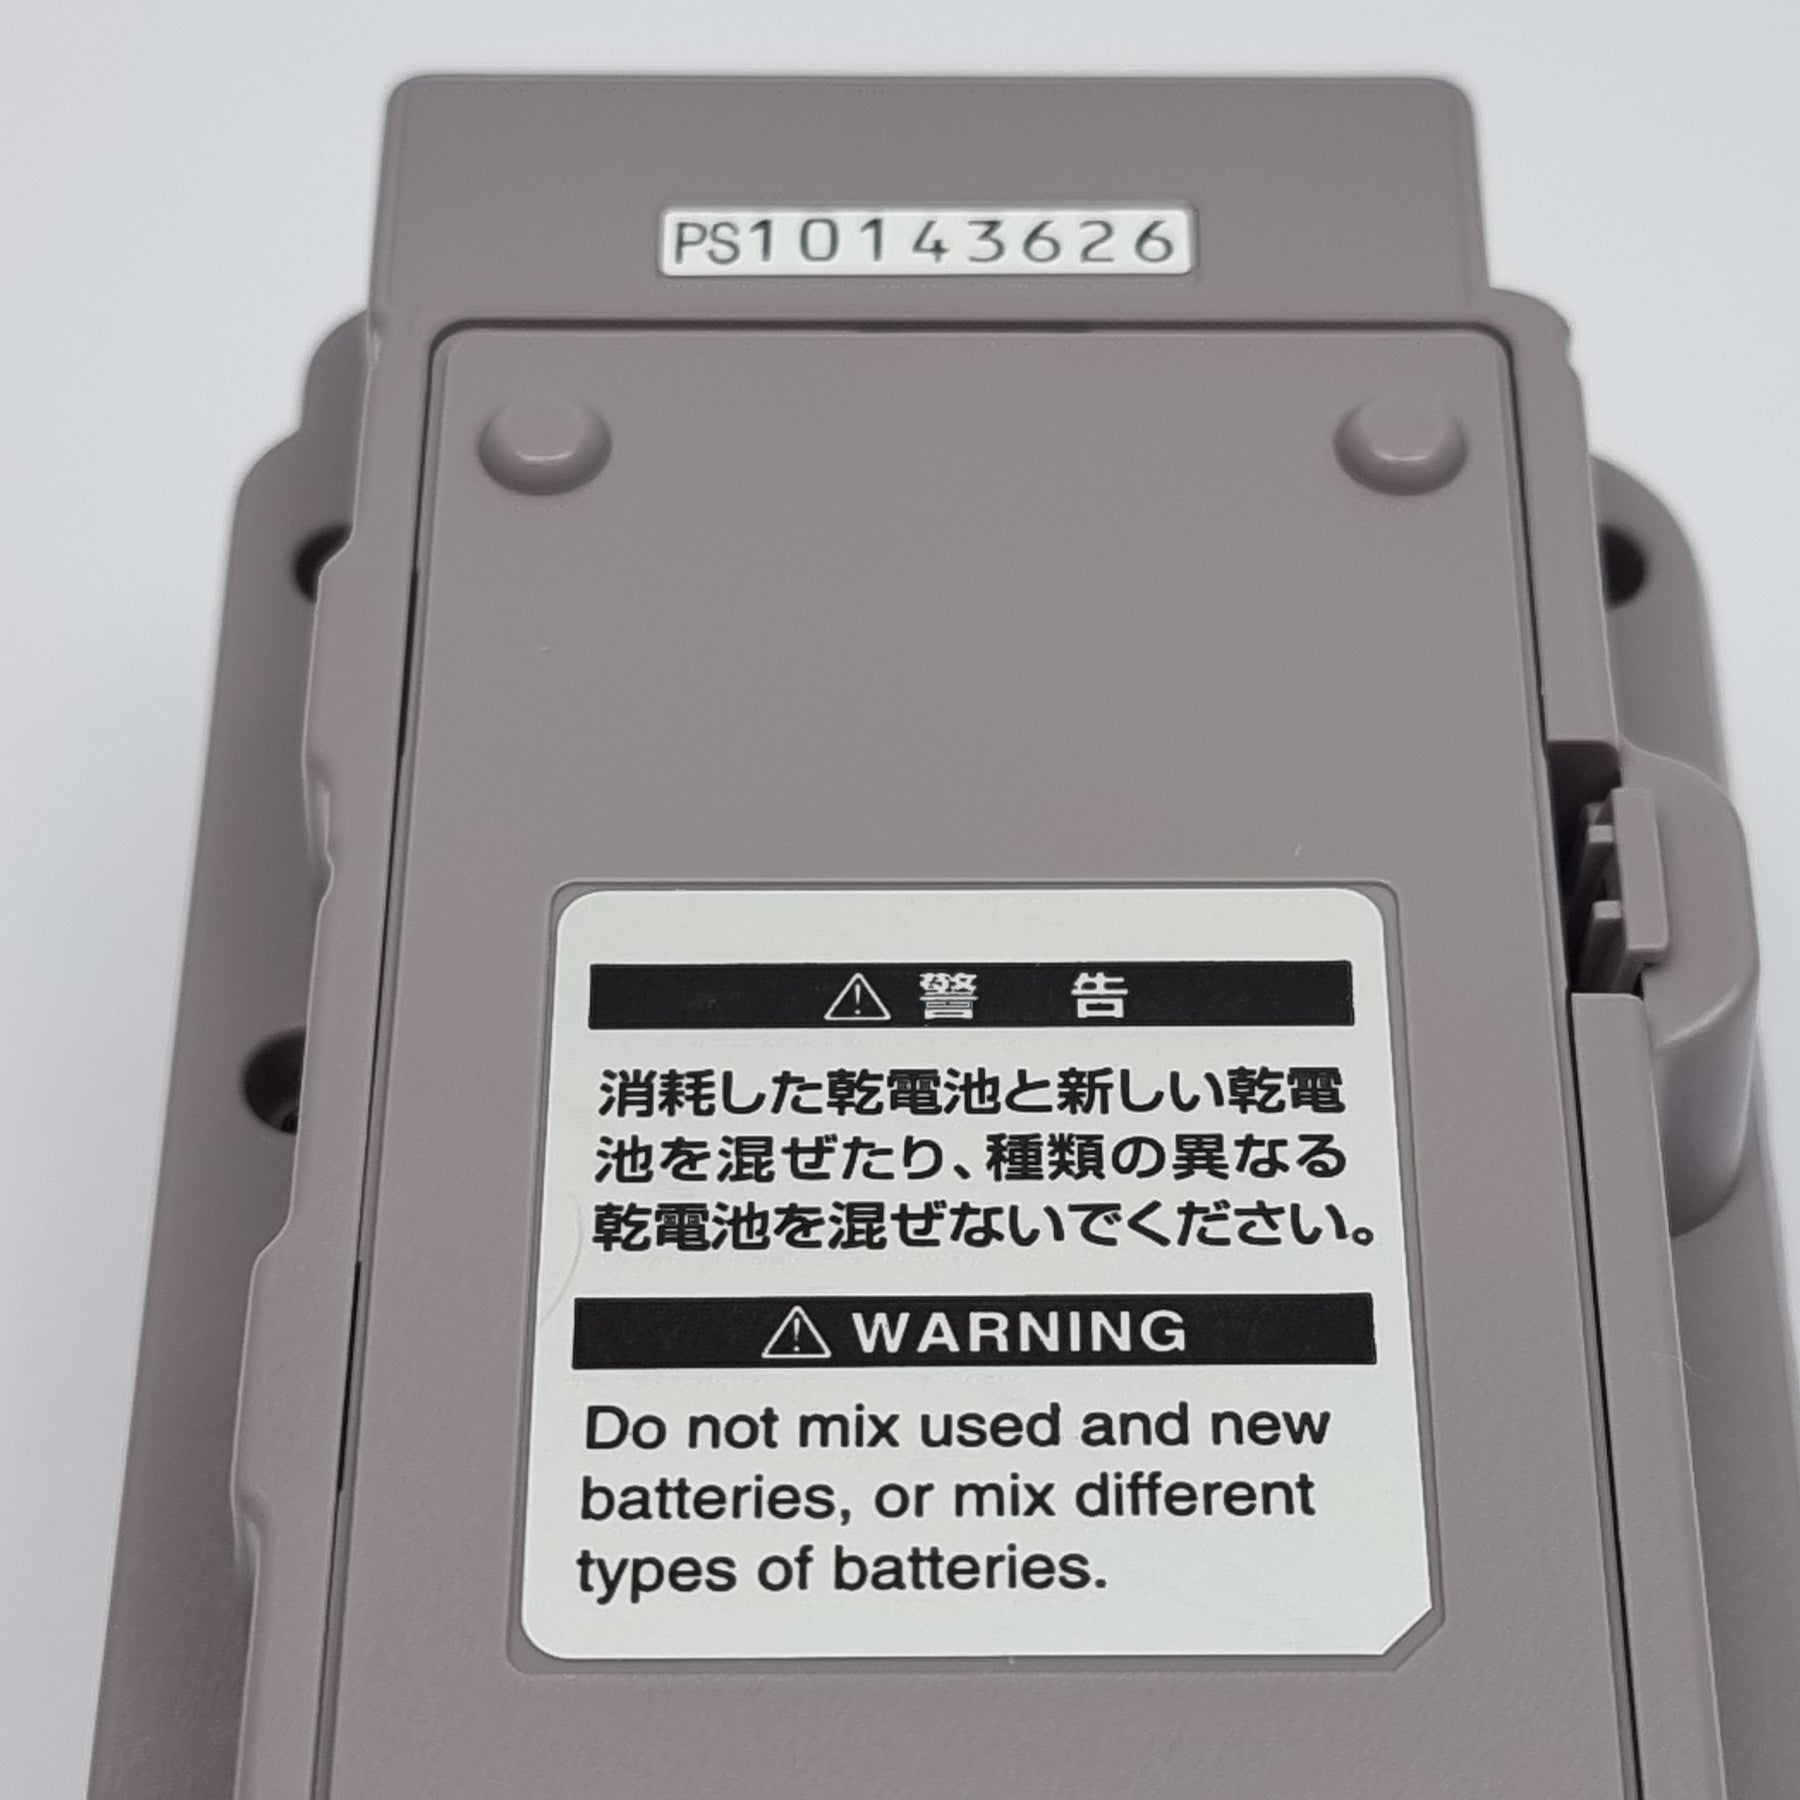 PS10143626
⚠ 警 告
消耗した乾電池と新しい乾電
池を混ぜたり、種類の異なる
乾電池を混ぜないでください。
⚠ WARNING
Do not mix used and new
batteries, or mix different
types of batteries.